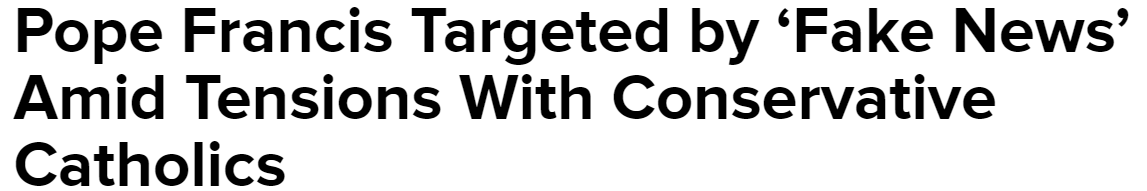 Pope Francis Targeted by ‘Fake News’
Amid Tensions With Conservative
Catholics